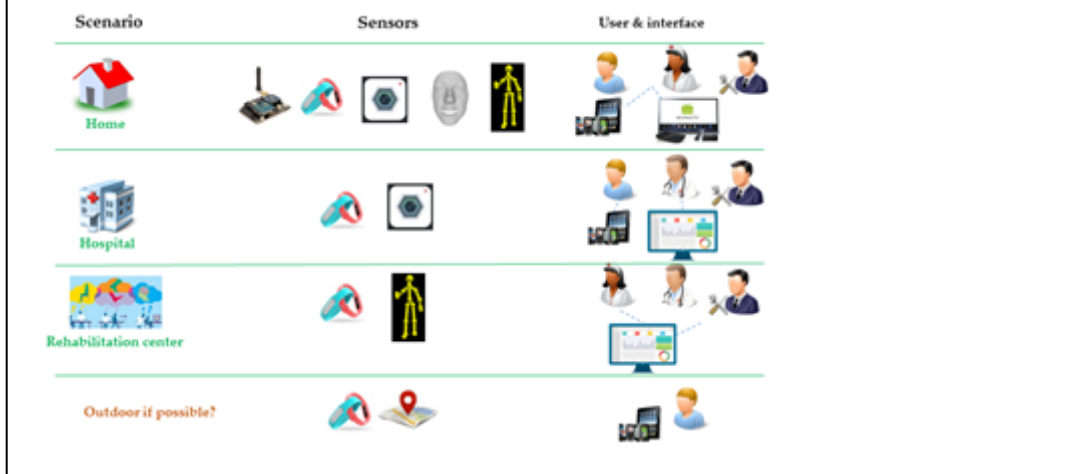 Scenario
Sensors
User & interface
Home
Hospital
Rehabilitation center
Outdoor if possible?